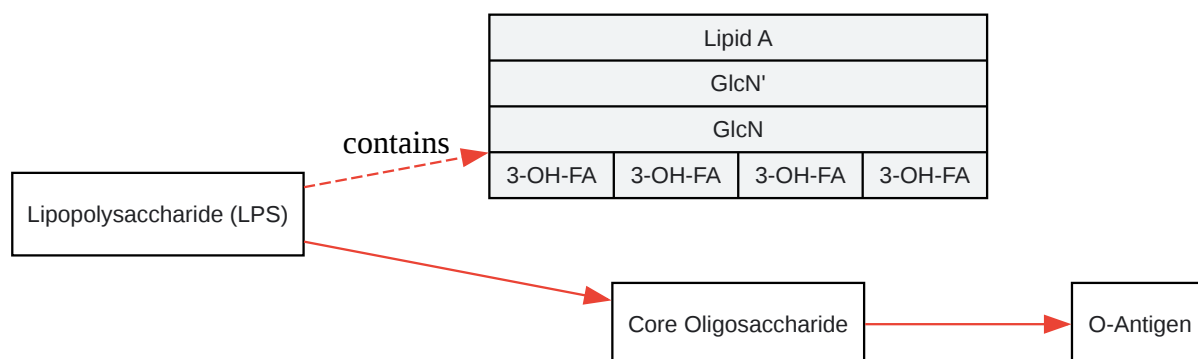 Lipid A
GlcN'
GlcN
contains
3-OH-FA 3-OH-FA 3-OH-FA 3-OH-FA
Lipopolysaccharide (LPS)
Core Oligosaccharide
O-Antigen